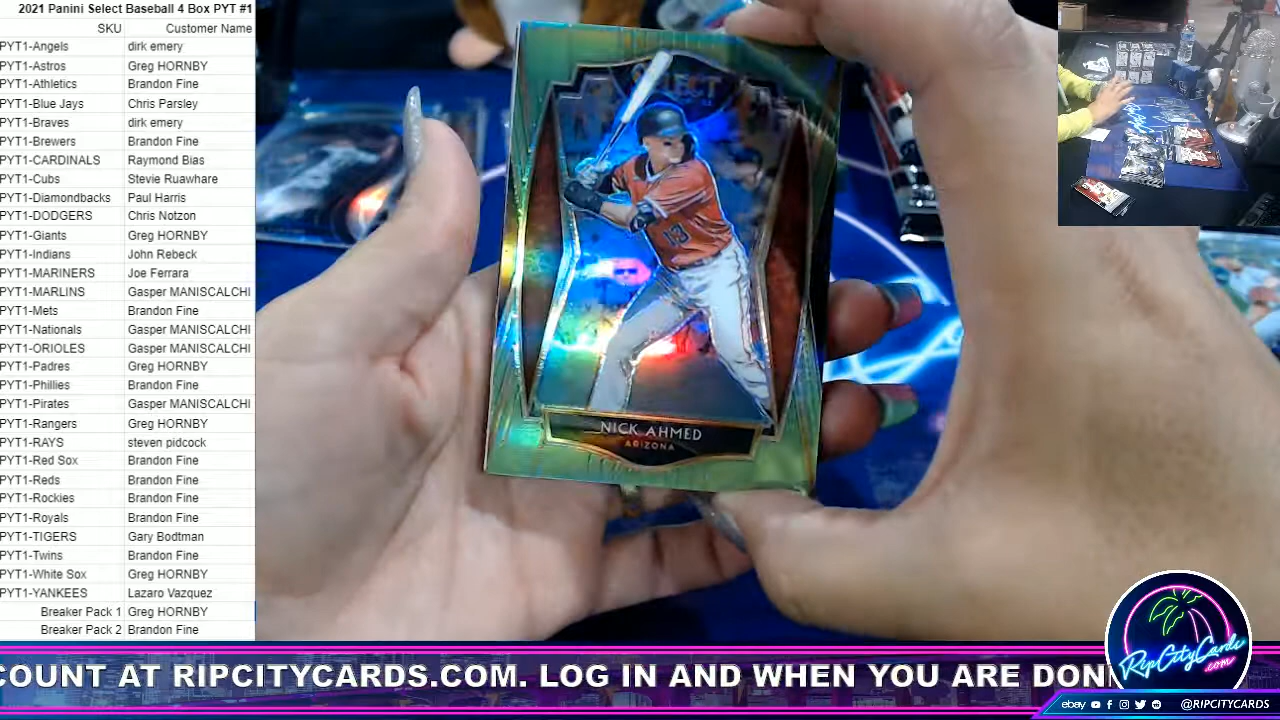 2021 Panini Select Baseball 4 Box PYT #1
SKU Customer Name
PYT1-Angels dirk emery
PYT1-Astros Greg HORNBY
PYT1-Athletics Brandon Fine
PYT1-Blue Jays Chris Parsley
PYT1-Braves dirk emery
PYT1-Brewers Brandon Fine
PYT1-CARDINALS Raymond Bias
PYT1-Cubs Stevie Ruawhare
PYT1-Diamondbacks Paul Harris
PYT1-DODGERS Chris Notzon
PYT1-Giants Greg HORNBY
PYT1-Indians John Rebeck
PYT1-MARINERS Joe Ferrara
PYT1-MARLINS Gasper MANISCALCHI
PYT1-Mets Brandon Fine
PYT1-Nationals Gasper MANISCALCHI
PYT1-ORIOLES Gasper MANISCALCHI
PYT1-Padres Greg HORNBY
PYT1-Phillies Brandon Fine
PYT1-Pirates Gasper MANISCALCHI
PYT1-Rangers Greg HORNBY
PYT1-RAYS steven pidcock
PYT1-Red Sox Brandon Fine
PYT1-Reds Brandon Fine
PYT1-Rockies Brandon Fine
PYT1-Royals Brandon Fine
PYT1-TIGERS Gary Bodtman
PYT1-Twins Brandon Fine
PYT1-White Sox Greg HORNBY
PYT1-YANKEES Lazaro Vazquez
Breaker Pack 1 Greg HORNBY
Breaker Pack 2 Brandon Fine
SELECT
13
NICK AHMED
ARIZONA
COUNT AT RIPCITYCARDS.COM. LOG IN AND WHEN YOU ARE DON
RipCityCards
.com
ebay @RIPCITYCARDS